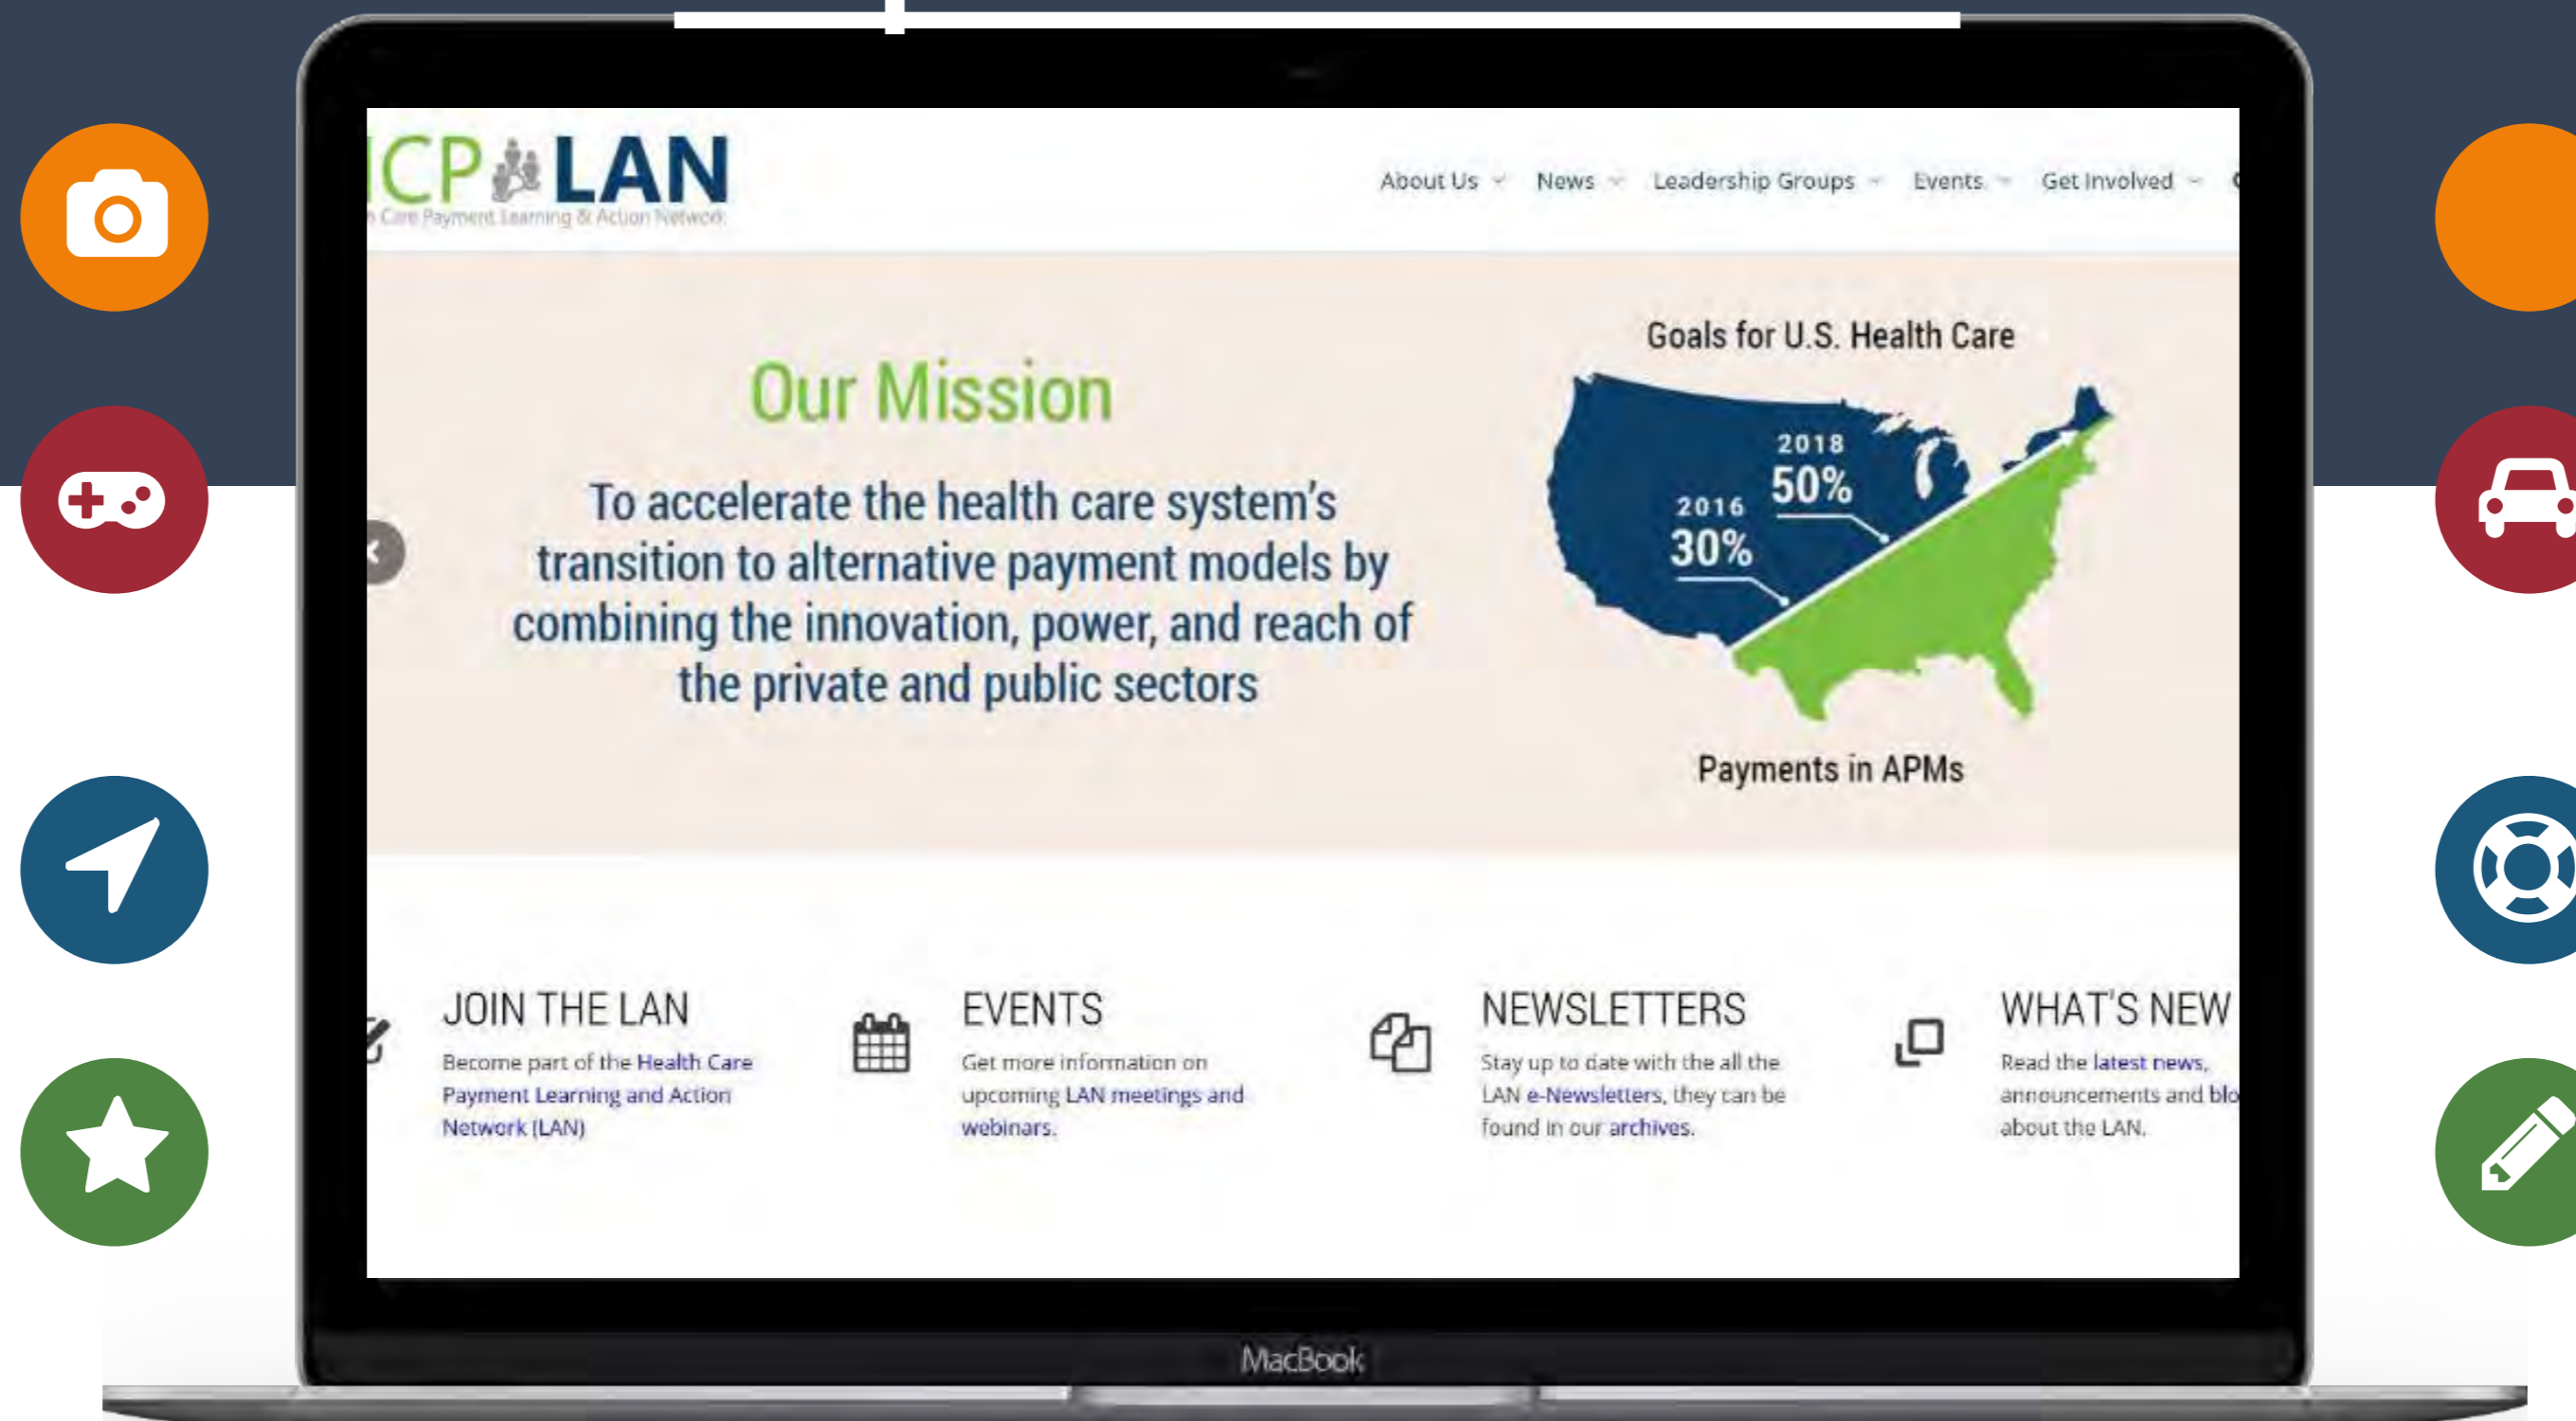 CP LAN
Care Payment Learning & Action Network
About Us News Leadership Groups Events Get Involved
Our Mission
To accelerate the health care system's
transition to alternative payment models by
combining the innovation, power, and reach of
the private and public sectors
Goals for U.S. Health Care
2018
50%
2016
30%
Payments in APMs
JOIN THE LAN
Become part of the Health Care
Payment Learning and Action
Network (LAN)
EVENTS
Get more information on
upcoming LAN meetings and
webinars.
NEWSLETTERS
Stay up to date with the all the
LAN e-Newsletters, they can be
found in our archives.
WHAT'S NEW
Read the latest news,
announcements and blo
about the LAN.
MacBook